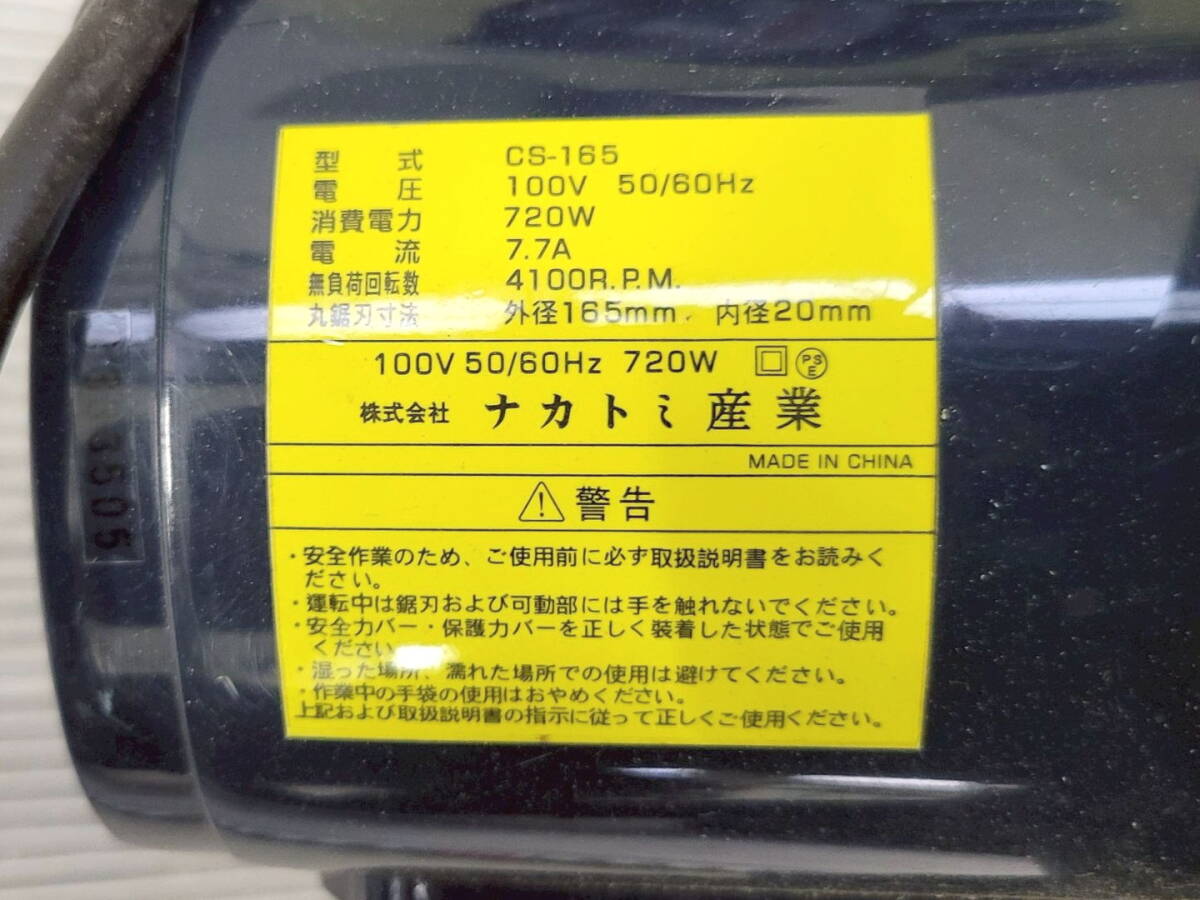 型式 CS-165
電圧 100V 50/60Hz
消費電力 720W
電流 7.7A
無負荷回転数 4100R.P.M.
丸鋸刃寸法 外径165mm 内径20mm
100V 50/60Hz 720W PSE
株式会社 ナカトミ産業
MADE IN CHINA
警告
・安全作業のため、ご使用前に必ず取扱説明書をお読みく
ださい。
・運転中は鋸刃および可動部には手を触れないでください。
・安全カバー・保護カバーを正しく装着した状態でご使用
ください
・湿った場所、濡れた場所での使用は避けてください。
・作業中の手袋の使用はおやめください。
上記および取扱説明書の指示に従って正しくご使用ください。
3505